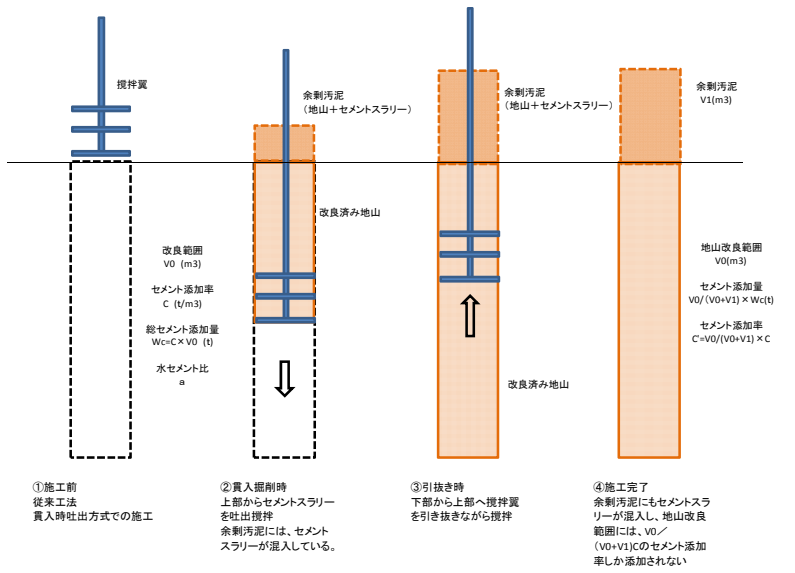 撹拌翼
改良範囲
V0 (m3)
セメント添加率
C (t/m3)
総セメント添加量
Wc=C×V0 (t)
水セメント比
a
余剰汚泥
（地山＋セメントスラリー）
改良済み地山
余剰汚泥
（地山＋セメントスラリー）
改良済み地山
余剰汚泥
V1(m3)
地山改良範囲
V0(m3)
セメント添加量
V0/(V0+V1)×Wc(t)
セメント添加率
C'=V0/(V0+V1)×C
①施工前
従来工法
貫入時吐出方式での施工
②貫入掘削時
上部からセメントスラリー
を吐出撹拌
余剰汚泥には、セメント
スラリーが混入している。
③引抜き時
下部から上部へ撹拌翼
を引き抜きながら撹拌
④施工完了
余剰汚泥にもセメントスラ
リーが混入し、地山改良
範囲には、V0／
(V0+V1)Cのセメント添加
率しか添加されない